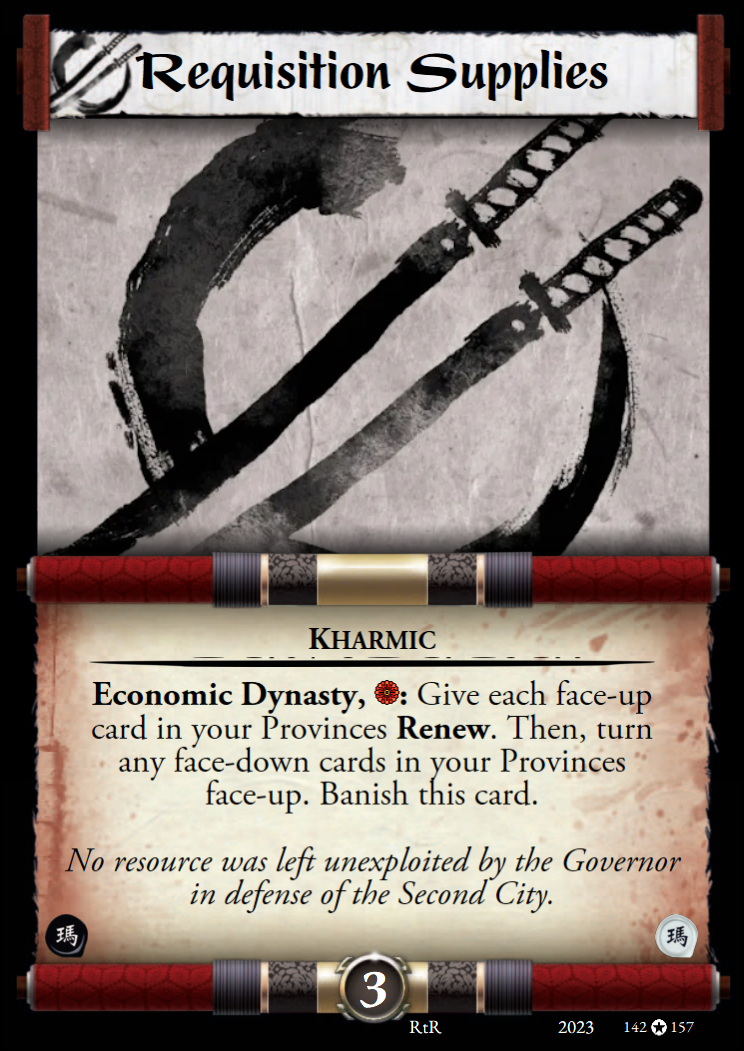 Requisition Supplies
KHARMIC
Economic Dynasty, : Give each face-up
card in your Provinces Renew. Then, turn
any face-down cards in your Provinces
face-up. Banish this card.
No resource was left unexploited by the Governor
in defense of the Second City.
瑪 瑪
3
RtR 2023 142 157